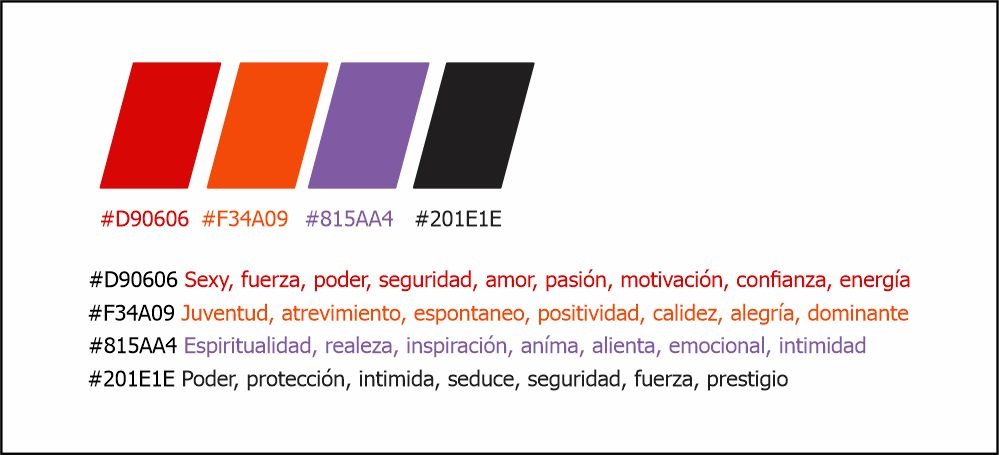 #D90606 #F34A09 #815AA4 #201E1E
#D90606 Sexy, fuerza, poder, seguridad, amor, pasión, motivación, confianza, energía
#F34A09 Juventud, atrevimiento, espontaneo, positividad, calidez, alegría, dominante
#815AA4 Espiritualidad, realeza, inspiración, aníma, alienta, emocional, intimidad
#201E1E Poder, protección, intimida, seduce, seguridad, fuerza, prestigio